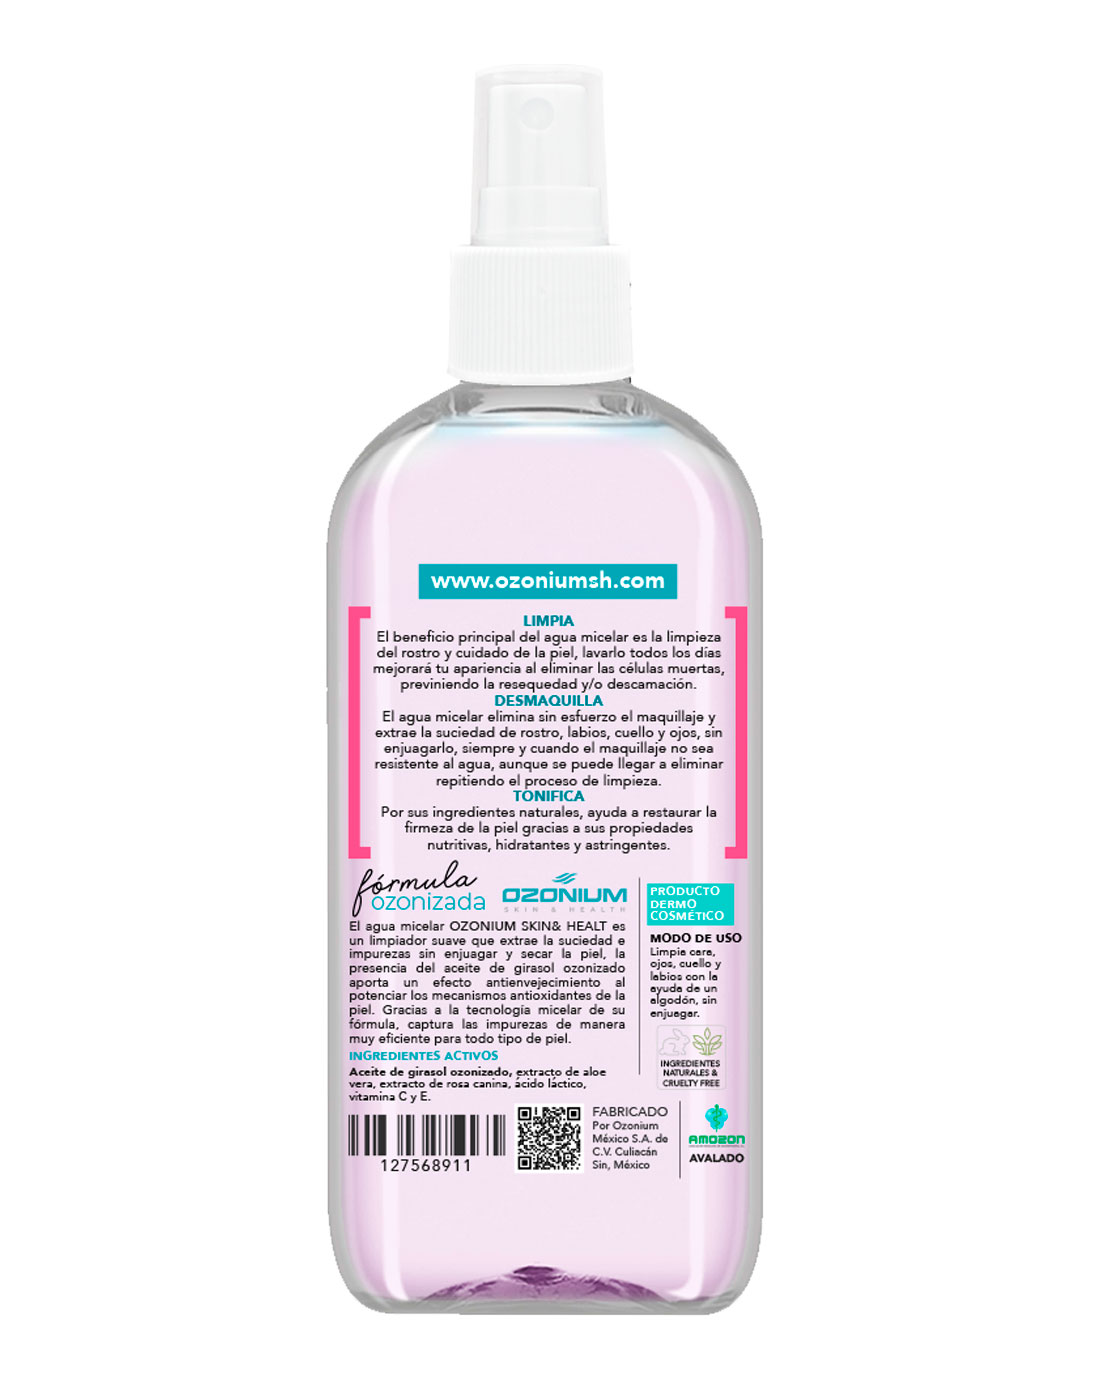 www.ozoniumsh.com
LIMPIA
El beneficio principal del agua micelar es la limpieza
del rostro y cuidado de la piel, lavarlo todos los días
mejorará tu apariencia al eliminar las células muertas,
previniendo la resequedad y/o descamación.
DESMAQUILLA
El agua micelar elimina sin esfuerzo el maquillaje y
extrae la suciedad de rostro, labios, cuello y ojos, sin
enjuagarlo, siempre y cuando el maquillaje no sea
resistente al agua, aunque se puede llegar a eliminar
repitiendo el proceso de limpieza.
TONIFICA
Por sus ingredientes naturales, ayuda a restaurar la
firmeza de la piel gracias a sus propiedades
nutritivas, hidratantes y astringentes.
fórmula
ozonizada
OZONIUM
SKIN & HEALTH
El agua micelar OZONIUM SKIN& HEALT es
un limpiador suave que extrae la suciedad e
impurezas sin enjuagar y secar la piel, la
presencia del aceite de girasol ozonizado
aporta un efecto antienvejecimiento al
potenciar los mecanismos antioxidantes de la
piel. Gracias a la tecnología micelar de su
fórmula, captura las impurezas de manera
muy eficiente para todo tipo de piel.
INGREDIENTES ACTIVOS
Aceite de girasol ozonizado, extracto de aloe
vera, extracto de rosa canina, ácido láctico,
vitamina C y E.
PRODUCTO
DERMO
COSMÉTICO
MODO DE USO
Limpia cara,
ojos, cuello y
labios con la
ayuda de un
algodón, sin
enjuagar.
INGREDIENTES
NATURALES &
CRUELTY FREE
127568911
FABRICADO
Por Ozonium
México S.A. de
C.V. Culiacán
Sin, México
AMOZON
AVALADO